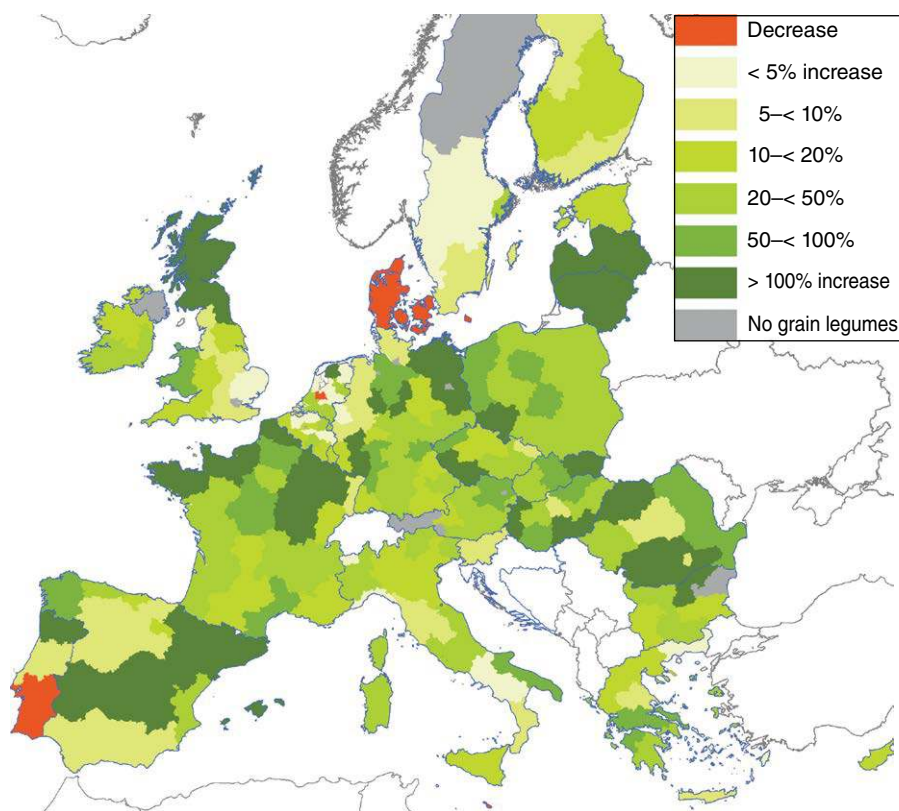 Decrease
< 5% increase
5–< 10%
10–< 20%
20–< 50%
50–< 100%
> 100% increase
No grain legumes